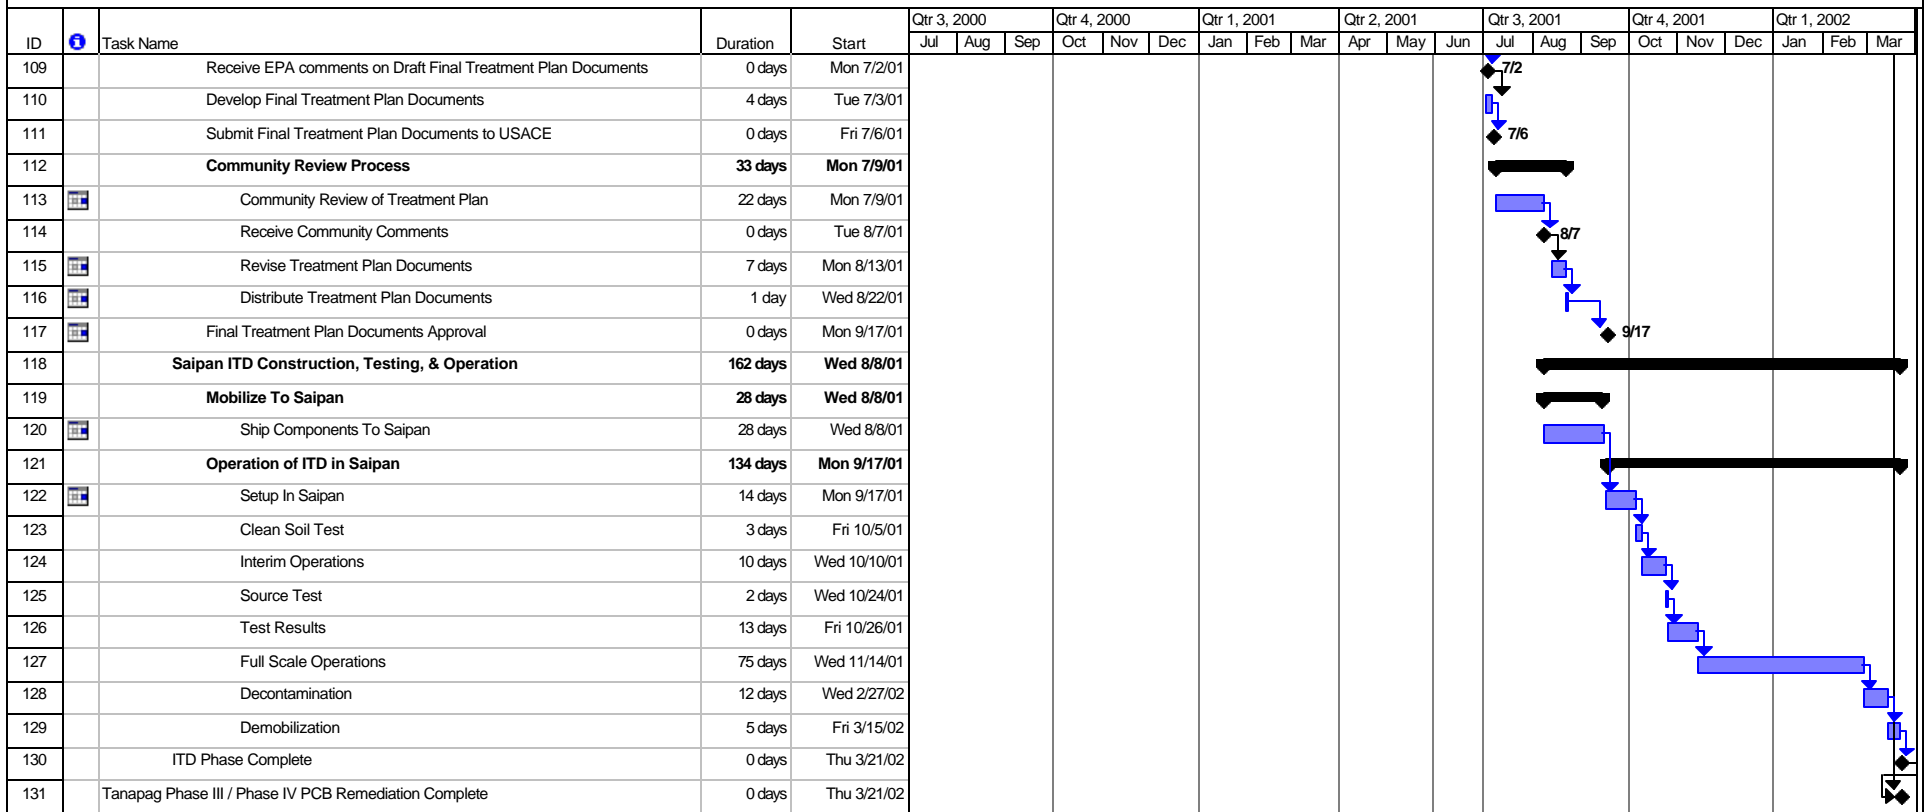 Qtr 3, 2000 Qtr 4, 2000 Qtr 1, 2001 Qtr 2, 2001 Qtr 3, 2001 Qtr 4, 2001 Qtr 1, 2002
ID i Task Name Duration Start Jul Aug Sep Oct Nov Dec Jan Feb Mar Apr May Jun Jul Aug Sep Oct Nov Dec Jan Feb Mar
109 Receive EPA comments on Draft Final Treatment Plan Documents 0 days Mon 7/2/01 7/2
110 Develop Final Treatment Plan Documents 4 days Tue 7/3/01
111 Submit Final Treatment Plan Documents to USACE 0 days Fri 7/6/01 7/6
112 Community Review Process 33 days Mon 7/9/01
113 Community Review of Treatment Plan 22 days Mon 7/9/01
114 Receive Community Comments 0 days Tue 8/7/01 8/7
115 Revise Treatment Plan Documents 7 days Mon 8/13/01
116 Distribute Treatment Plan Documents 1 day Wed 8/22/01
117 Final Treatment Plan Documents Approval 0 days Mon 9/17/01 9/17
118 Saipan ITD Construction, Testing, & Operation 162 days Wed 8/8/01
119 Mobilize To Saipan 28 days Wed 8/8/01
120 Ship Components To Saipan 28 days Wed 8/8/01
121 Operation of ITD in Saipan 134 days Mon 9/17/01
122 Setup In Saipan 14 days Mon 9/17/01
123 Clean Soil Test 3 days Fri 10/5/01
124 Interim Operations 10 days Wed 10/10/01
125 Source Test 2 days Wed 10/24/01
126 Test Results 13 days Fri 10/26/01
127 Full Scale Operations 75 days Wed 11/14/01
128 Decontamination 12 days Wed 2/27/02
129 Demobilization 5 days Fri 3/15/02
130 ITD Phase Complete 0 days Thu 3/21/02
131 Tanapag Phase III / Phase IV PCB Remediation Complete 0 days Thu 3/21/02